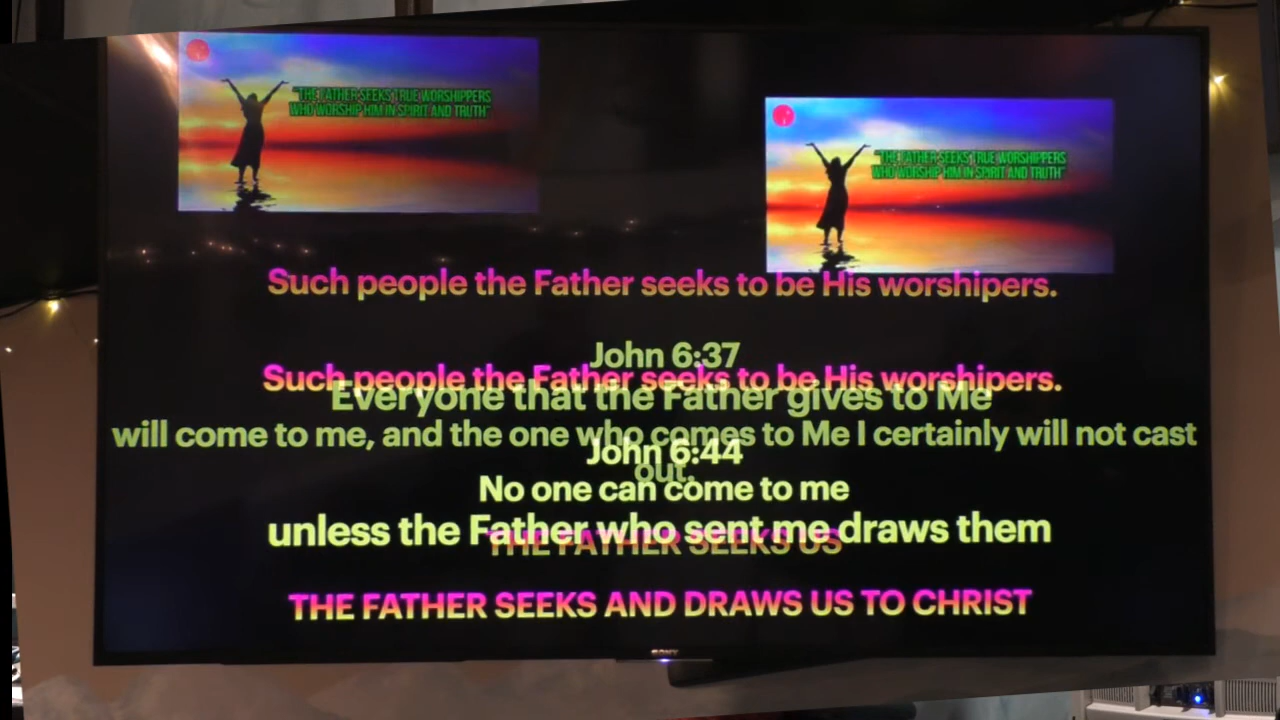 "THE FATHER SEEKS TRUE WORSHIPPERS
WHO WORSHIP HIM IN SPIRIT AND TRUTH"
"THE FATHER SEEKS TRUE WORSHIPPERS
WHO WORSHIP HIM IN SPIRIT AND TRUTH"
Such people the Father seeks to be His worshipers.
John 6:37
Such people the Father seeks to be His worshipers.
Everyone that the Father gives to Me
will come to me, and the one who comes to Me I certainly will not cast
John 6:44
out.
No one can come to me
unless the Father who sent me draws them
THE FATHER SEEKS US
THE FATHER SEEKS AND DRAWS US TO CHRIST
SONY